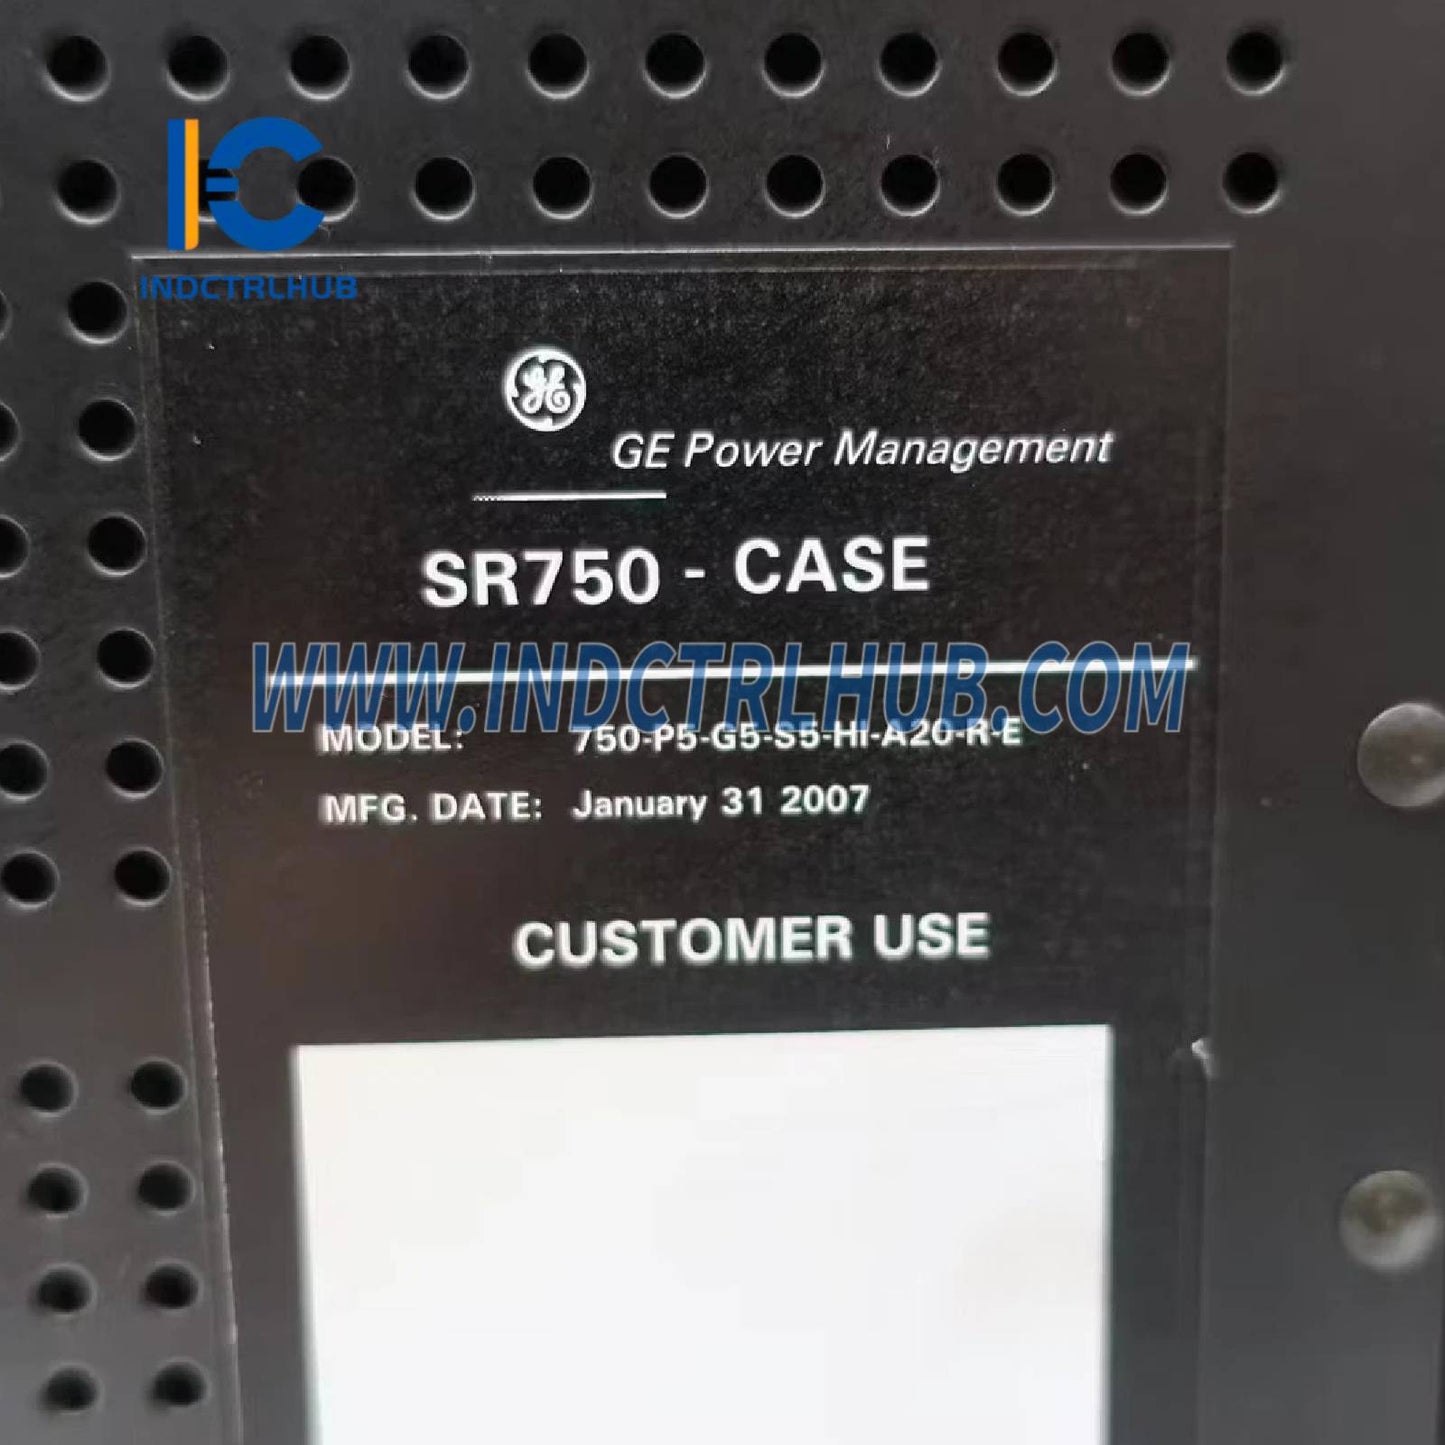 INDCTRLHUB
GE
GE Power Management
SR750 - CASE
WWW.INDCTRLHUB.COM
MODEL: 750-P5-G5-S5-HI-A20-R-E
MFG. DATE: January 31 2007
CUSTOMER USE